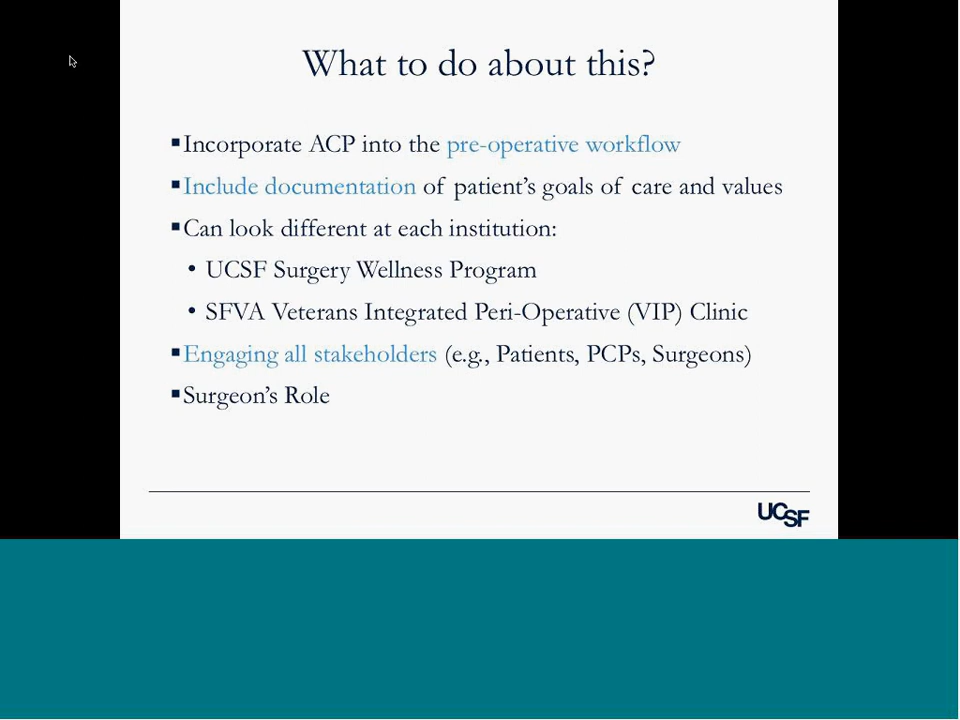 What to do about this?
▪Incorporate ACP into the pre-operative workflow
▪Include documentation of patient’s goals of care and values
▪Can look different at each institution:
• UCSF Surgery Wellness Program
• SFVA Veterans Integrated Peri-Operative (VIP) Clinic
▪Engaging all stakeholders (e.g., Patients, PCPs, Surgeons)
▪Surgeon’s Role
UCSF